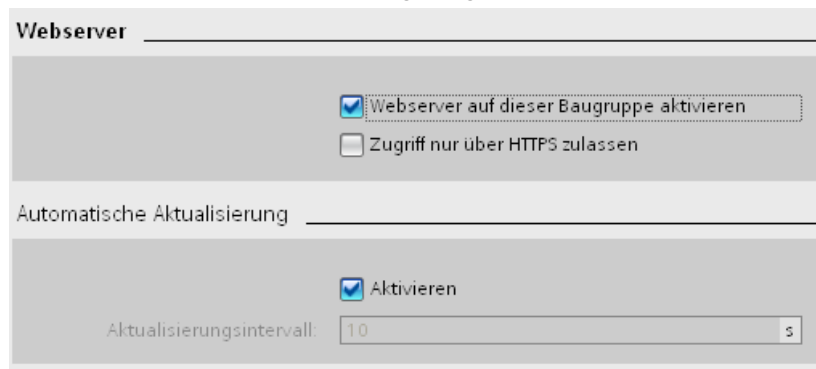 Webserver
Webserver auf dieser Baugruppe aktivieren
Zugriff nur über HTTPS zulassen
Automatische Aktualisierung
Aktivieren
Aktualisierungsintervall: 10 s